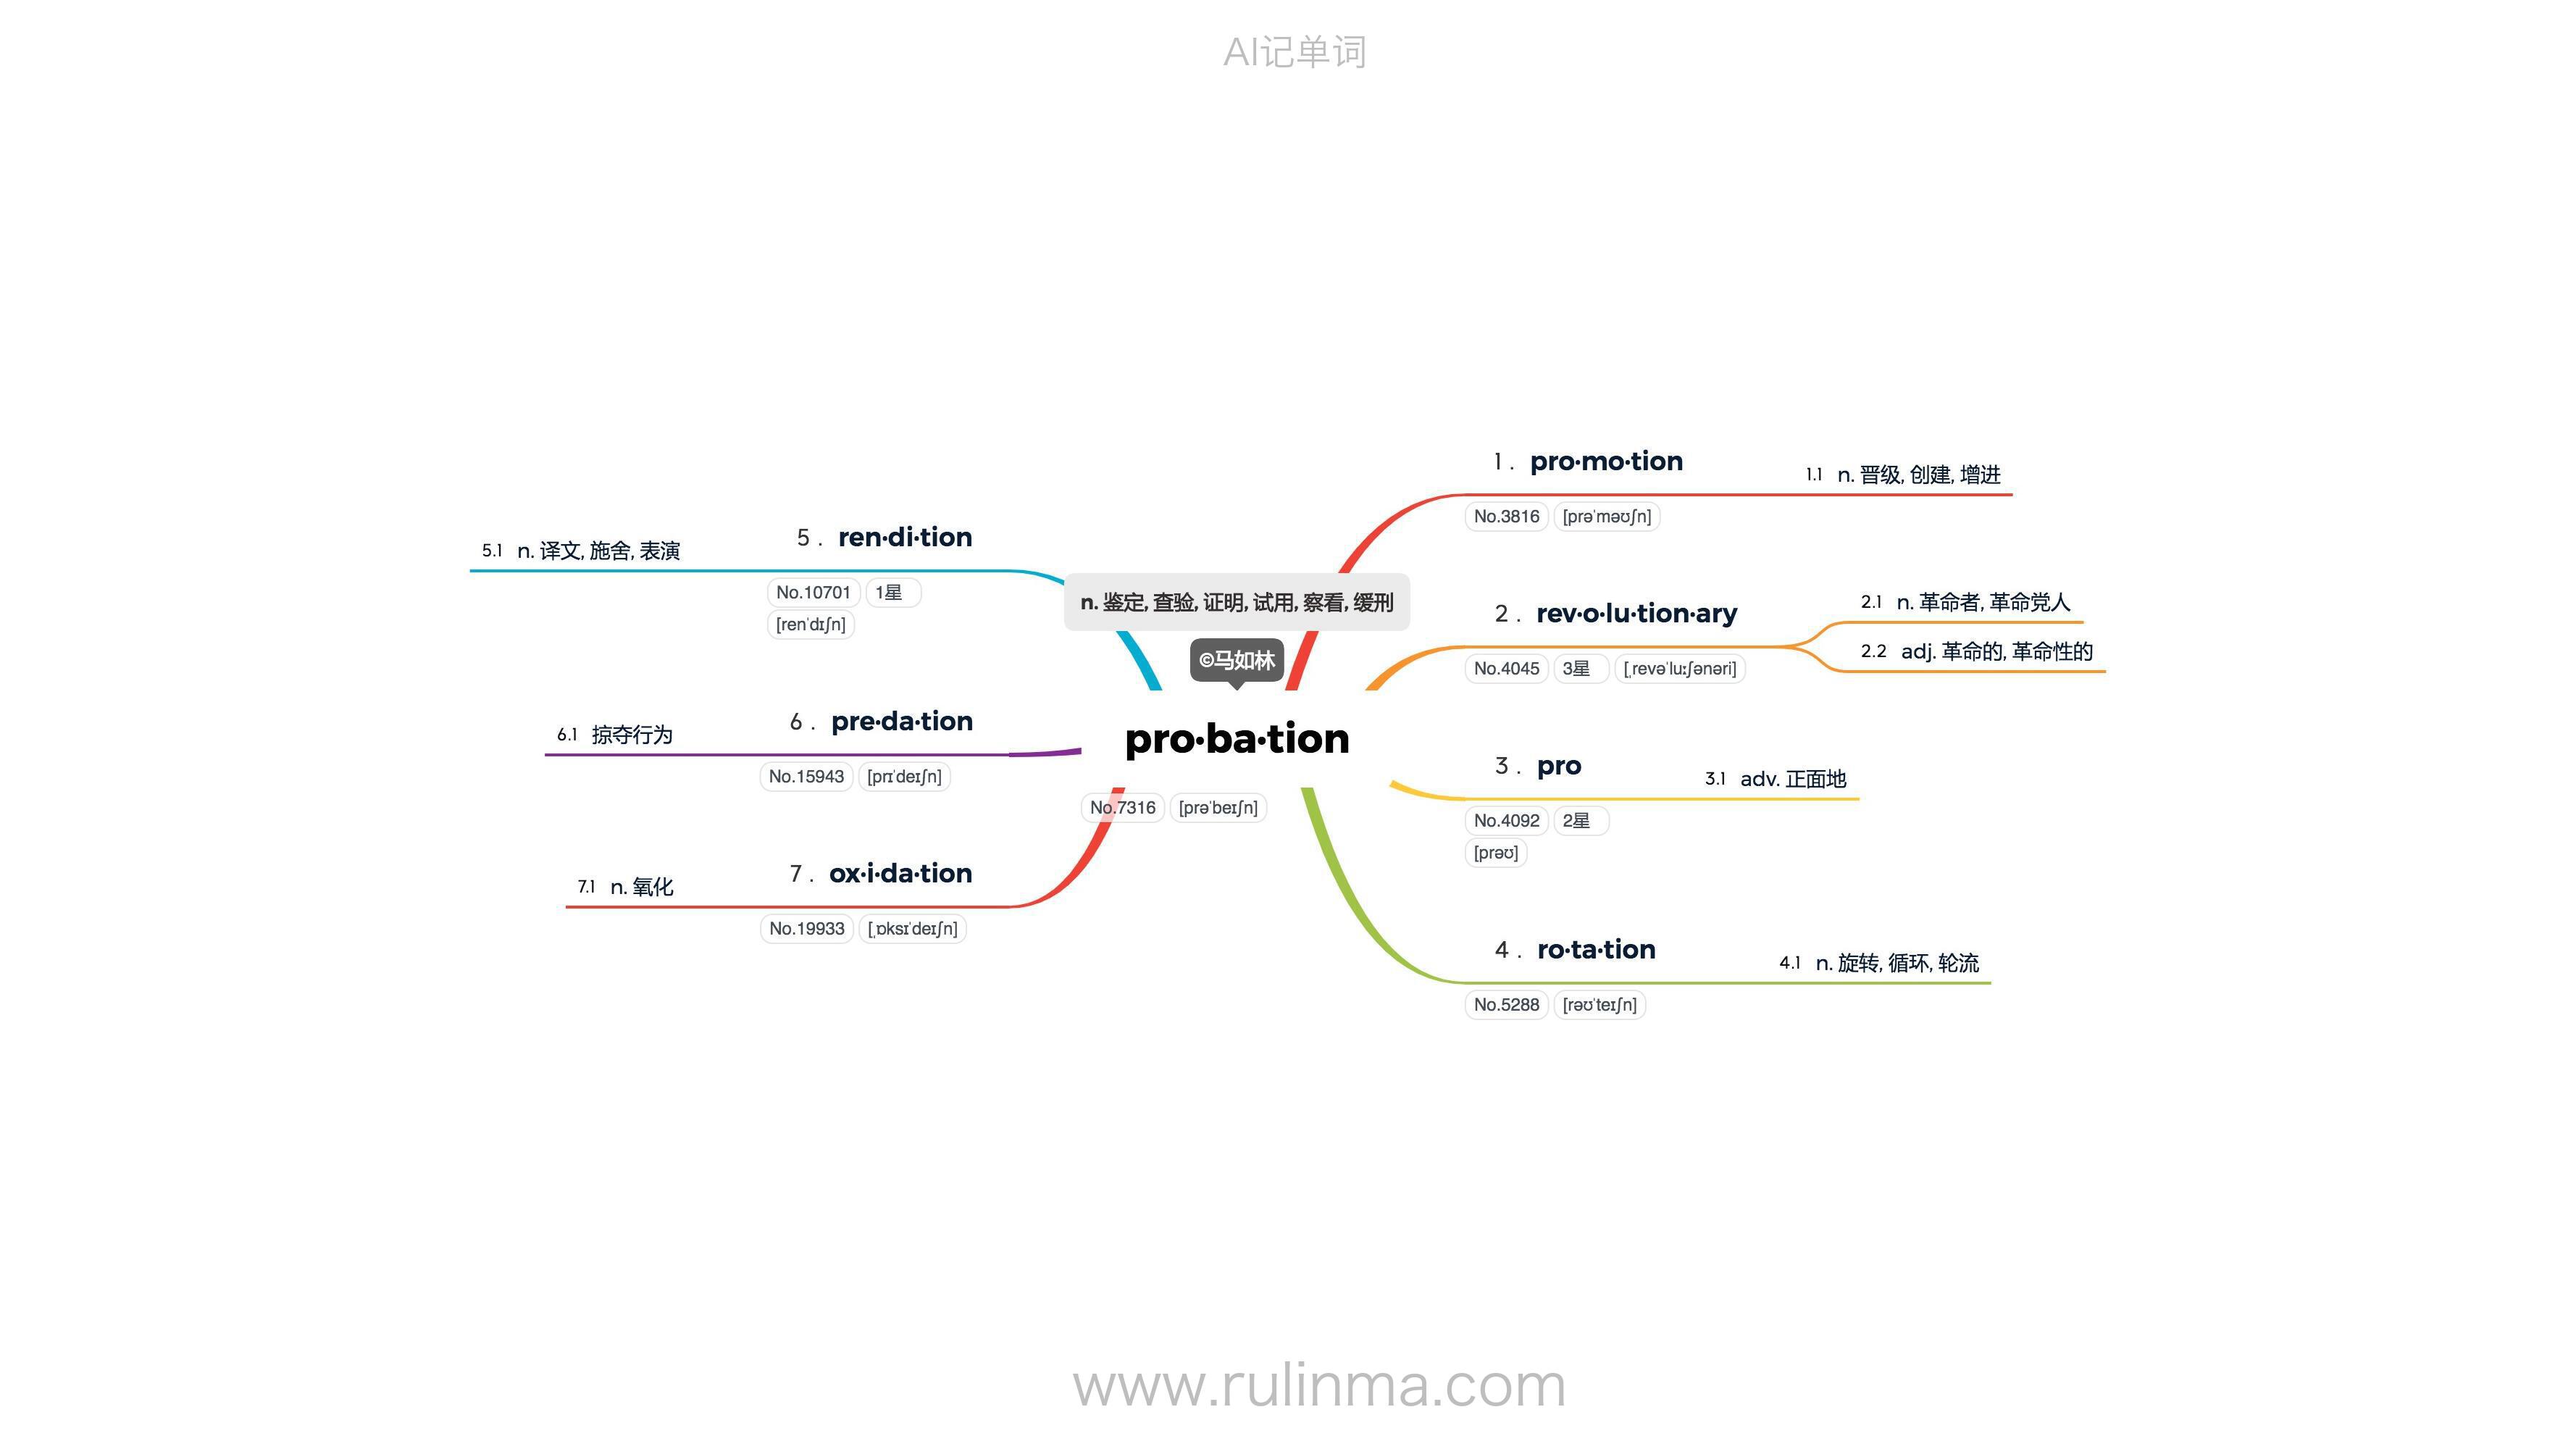 AI记单词
n. 鉴定, 查验, 证明, 试用, 察看, 缓刑
©马如林
pro·ba·tion
No.7316 [prəˈbeɪʃn]
1 . pro·mo·tion
No.3816 [prəˈməʊʃn]
1.1 n. 晋级, 创建, 增进
2 . rev·o·lu·tion·ary
No.4045 3星 [ˌrevəˈluːʃənəri]
2.1 n. 革命者, 革命党人
2.2 adj. 革命的, 革命性的
3 . pro
No.4092 2星
[prəʊ]
3.1 adv. 正面地
4 . ro·ta·tion
No.5288 [rəʊˈteɪʃn]
4.1 n. 旋转, 循环, 轮流
5 . ren·di·tion
No.10701 1星
[renˈdɪʃn]
5.1 n. 译文, 施舍, 表演
6 . pre·da·tion
No.15943 [prɪˈdeɪʃn]
6.1 掠夺行为
7 . ox·i·da·tion
No.19933 [ˌɒksɪˈdeɪʃn]
7.1 n. 氧化
www.rulinma.com